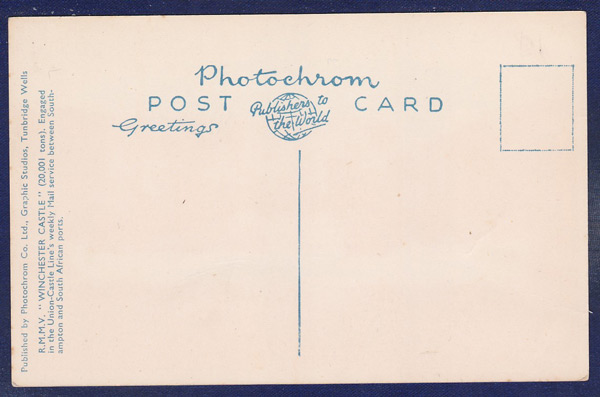 Photochrom
POST CARD
Publishers to
the World
Greetings
Published by Photochrom Co. Ltd., Graphic Studios, Tunbridge Wells
R.M.M.V. "WINCHESTER CASTLE" (20,001 tons). Engaged
in the Union-Castle Line's weekly Mail service between South-
ampton and South African ports.